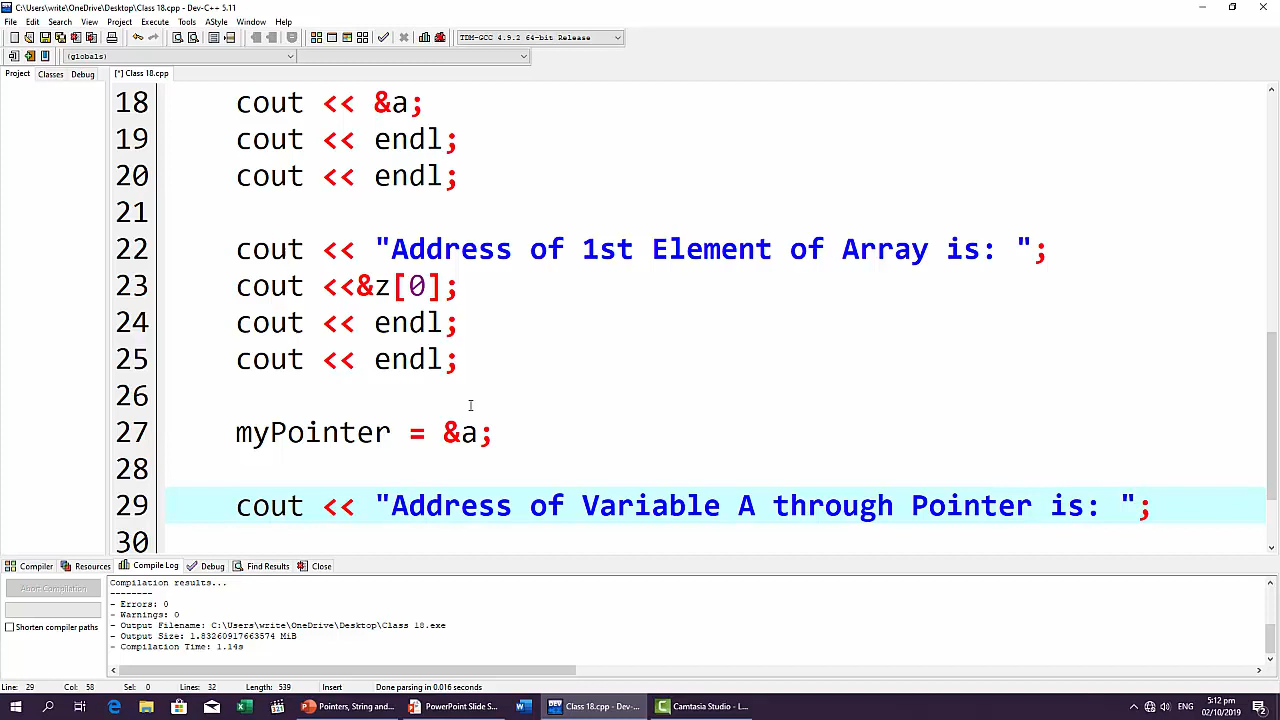 C:\Users\write\OneDrive\Desktop\Class 18.cpp - Dev-C++ 5.11
File Edit Search View Project Execute Tools AStyle Window Help
TDM-GCC 4.9.2 64-bit Release
(globals)
Project Classes Debug [*] Class 18.cpp
18 cout << &a;
19 cout << endl;
20 cout << endl;
21
22 cout << "Address of 1st Element of Array is: ";
23 cout <<&z[0];
24 cout << endl;
25 cout << endl;
26
27 myPointer = &a;
28
29 cout << "Address of Variable A through Pointer is: ";
30
Compiler Resources Compile Log Debug Find Results Close
Abort Compilation
Shorten compiler paths
Compilation results...
--------
- Errors: 0
- Warnings: 0
- Output Filename: C:\Users\write\OneDrive\Desktop\Class 18.exe
- Output Size: 1.83260917663574 MiB
- Compilation Time: 1.14s
Line: 29 Col: 58 Sel: 0 Lines: 32 Length: 539 Insert Done parsing in 0.016 seconds
Pointers, String and... PowerPoint Slide S... Class 18.cpp - Dev-... Camtasia Studio - L...
5:12 pm
02/10/2019